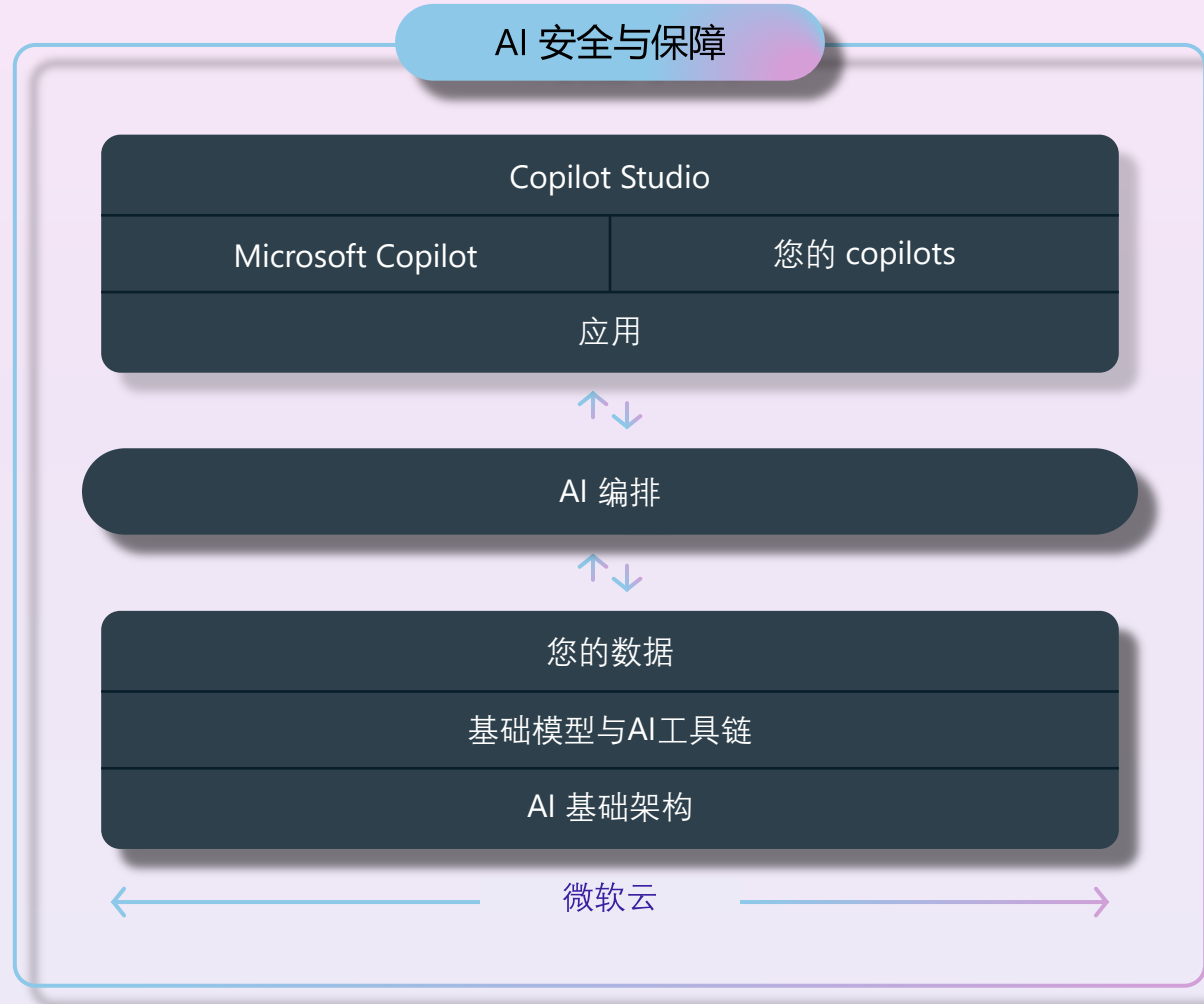 AI 安全与保障
Copilot Studio
Microsoft Copilot
您的 copilots
应用
AI 编排
您的数据
基础模型与AI工具链
AI 基础架构
微软云